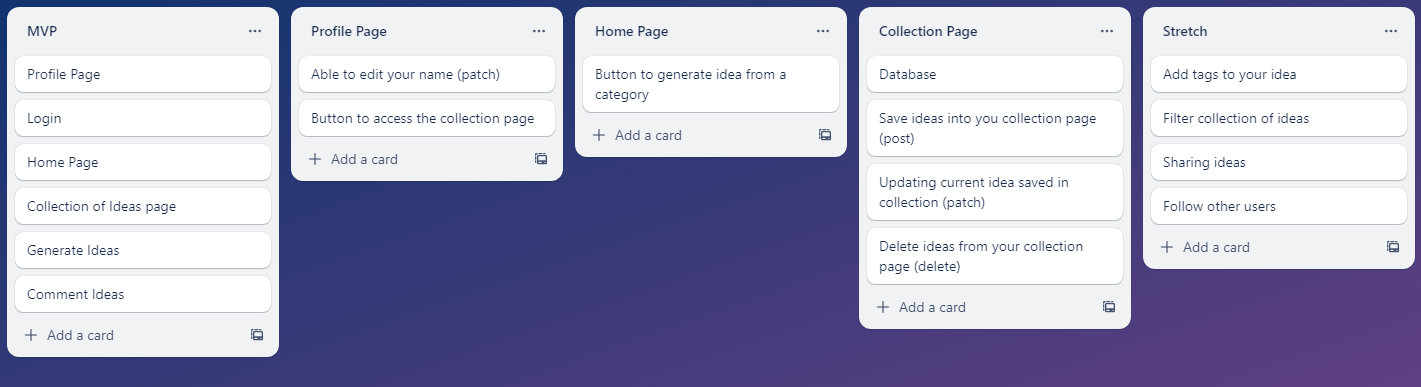 MVP
Profile Page
Login
Home Page
Collection of Ideas page
Generate Ideas
Comment Ideas
Add a card
Profile Page
Able to edit your name (patch)
Button to access the collection page
Add a card
Home Page
Button to generate idea from a
category
Add a card
Collection Page
Database
Save ideas into you collection page
(post)
Updating current idea saved in
collection (patch)
Delete ideas from your collection
page (delete)
Add a card
Stretch
Add tags to your idea
Filter collection of ideas
Sharing ideas
Follow other users
Add a card